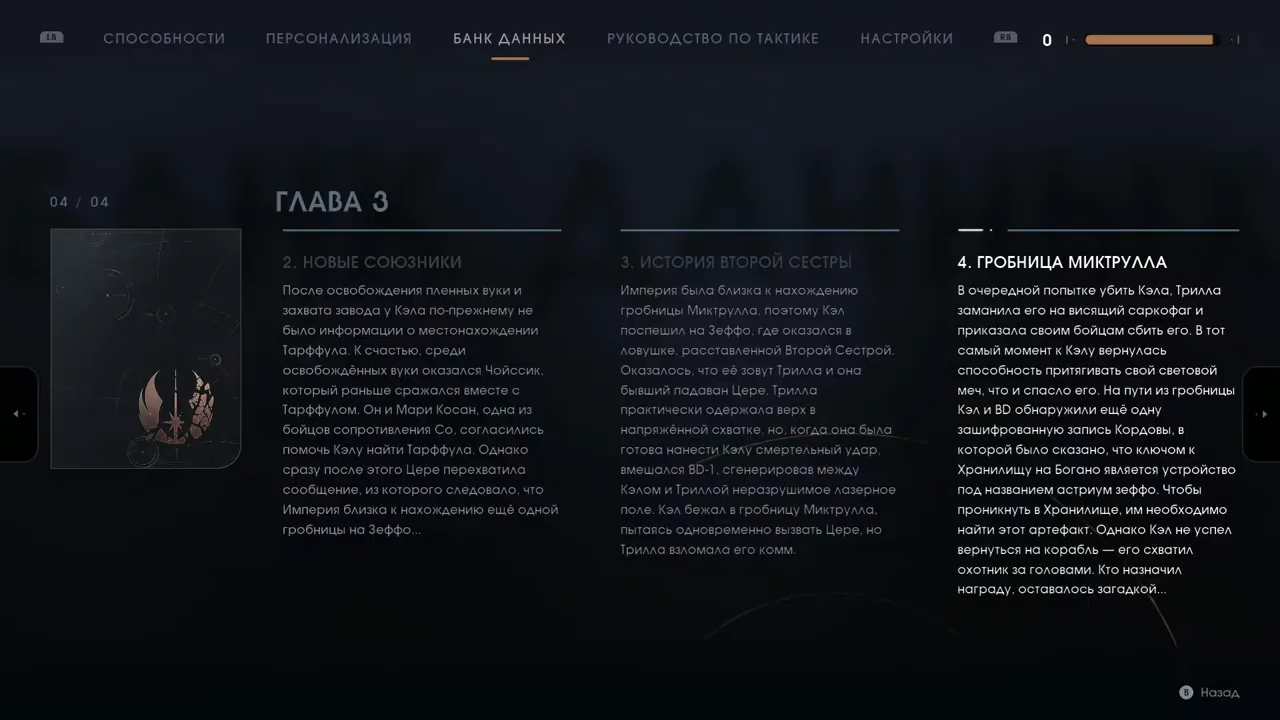 LB СПОСОБНОСТИ ПЕРСОНАЛИЗАЦИЯ БАНК ДАННЫХ РУКОВОДСТВО ПО ТАКТИКЕ НАСТРОЙКИ RB 0
04 / 04
ГЛАВА 3
2. НОВЫЕ СОЮЗНИКИ
После освобождения пленных вуки и
захвата завода у Кэла по-прежнему не
было информации о местонахождении
Тарффула. К счастью, среди
освобождённых вуки оказался Чойссик,
который раньше сражался вместе с
Тарффулом. Он и Мари Косан, одна из
бойцов сопротивления Со, согласились
помочь Кэлу найти Тарффула. Однако
сразу после этого Цере перехватила
сообщение, из которого следовало, что
Империя близка к нахождению ещё одной
гробницы на Зеффо...
3. ИСТОРИЯ ВТОРОЙ СЕСТРЫ
Империя была близка к нахождению
гробницы Миктрулла, поэтому Кэл
поспешил на Зеффо, где оказался в
ловушке, расставленной Второй Сестрой.
Оказалось, что её зовут Трилла и она
бывший падаван Цере. Трилла
практически одержала верх в
напряжённой схватке, но, когда она была
готова нанести Кэлу смертельный удар,
вмешался BD-1, сгенерировав между
Кэлом и Триллой неразрушимое лазерное
поле. Кэл бежал в гробницу Миктрулла,
пытаясь одновременно вызвать Цере, но
Трилла взломала его комм.
4. ГРОБНИЦА МИКТРУЛЛА
В очередной попытке убить Кэла, Трилла
заманила его на висящий саркофаг и
приказала своим бойцам сбить его. В тот
самый момент к Кэлу вернулась
способность притягивать свой световой
меч, что и спасло его. На пути из гробницы
Кэл и BD обнаружили ещё одну
зашифрованную запись Кордовы, в
которой было сказано, что ключом к
Хранилищу на Богано является устройство
под названием астриум зеффо. Чтобы
проникнуть в Хранилище, им необходимо
найти этот артефакт. Однако Кэл не успел
вернуться на корабль — его схватил
охотник за головами. Кто назначил
награду, оставалось загадкой...
B Назад